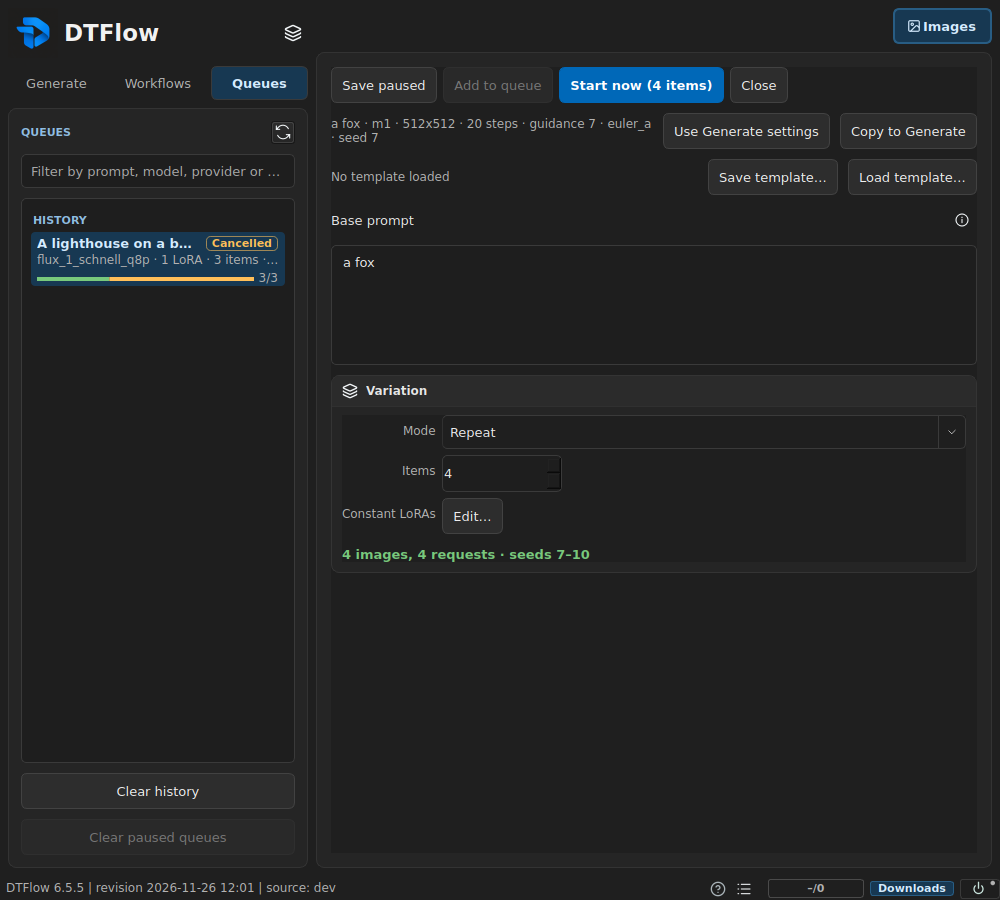 DTFlow
Images
Generate
Workflows
Queues
QUEUES
Filter by prompt, model, provider or ...
HISTORY
A lighthouse on a b...
Cancelled
flux_1_schnell_q8p · 1 LoRA · 3 items ·...
3/3
Clear history
Clear paused queues
Save paused
Add to queue
Start now (4 items)
Close
a fox · m1 · 512x512 · 20 steps · guidance 7 · euler_a
· seed 7
Use Generate settings
Copy to Generate
No template loaded
Save template...
Load template...
Base prompt
a fox
Variation
Mode
Repeat
Items
4
Constant LoRAs
Edit...
4 images, 4 requests · seeds 7–10
DTFlow 6.5.5 | revision 2026-11-26 12:01 | source: dev
–/0
Downloads